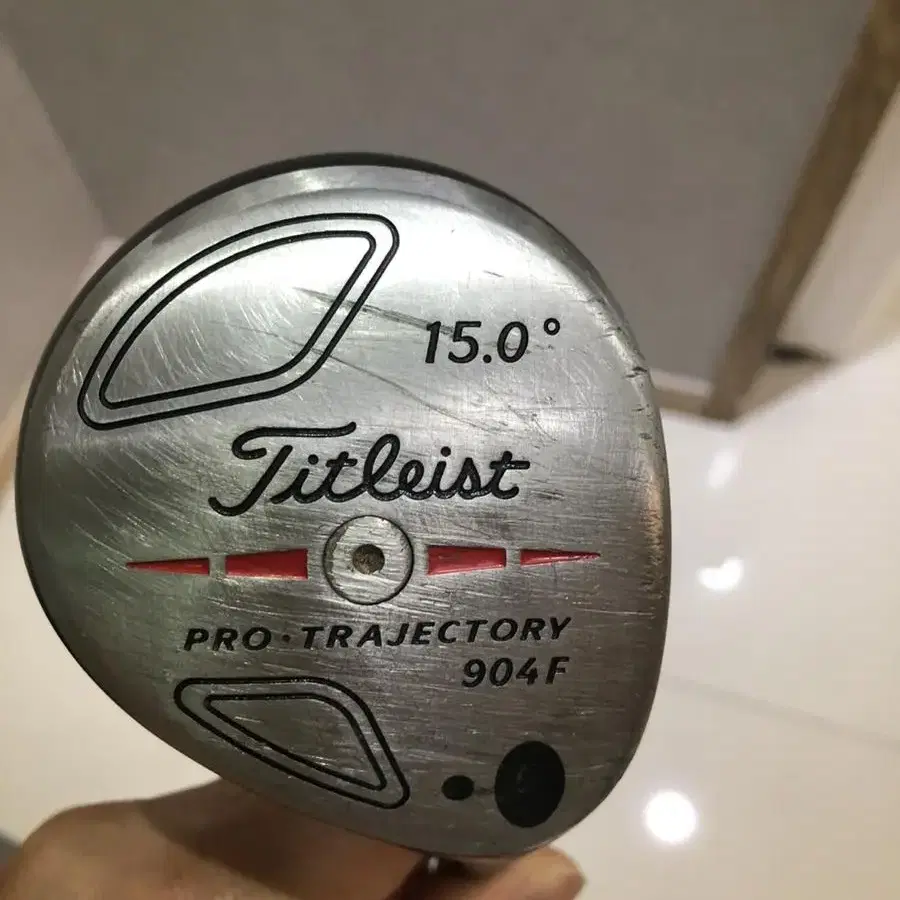 15.0°
Titleist
PRO·TRAJECTORY
904F